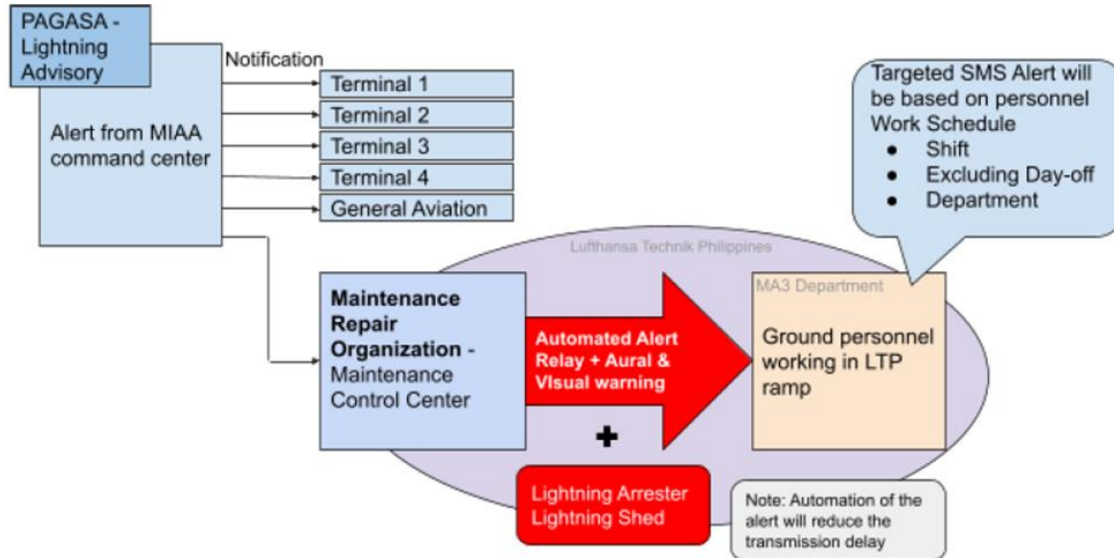 PAGASA -
Lightning
Advisory
Notification
Alert from MIAA
command center
Terminal 1
Terminal 2
Terminal 3
Terminal 4
General Aviation
Targeted SMS Alert will
be based on personnel
Work Schedule
● Shift
● Excluding Day-off
● Department
Lufthansa Technik Philippines
Maintenance
Repair
Organization -
Maintenance
Control Center
Automated Alert
Relay + Aural &
VIsual warning
MA3 Department
Ground personnel
working in LTP
ramp
+
Lightning Arrester
Lightning Shed
Note: Automation of the
alert will reduce the
transmission delay